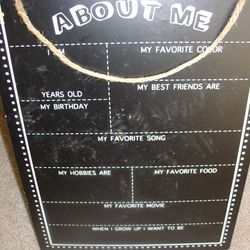 ABOUT ME
I AM
MY FAVORITE COLOR
YEARS OLD
MY BEST FRIENDS ARE
MY BIRTHDAY
MY FAVORITE SONG
MY HOBBIES ARE
MY FAVORITE FOOD
MY FAVORITE MOVIE
WHEN I GROW UP I WANT TO BE